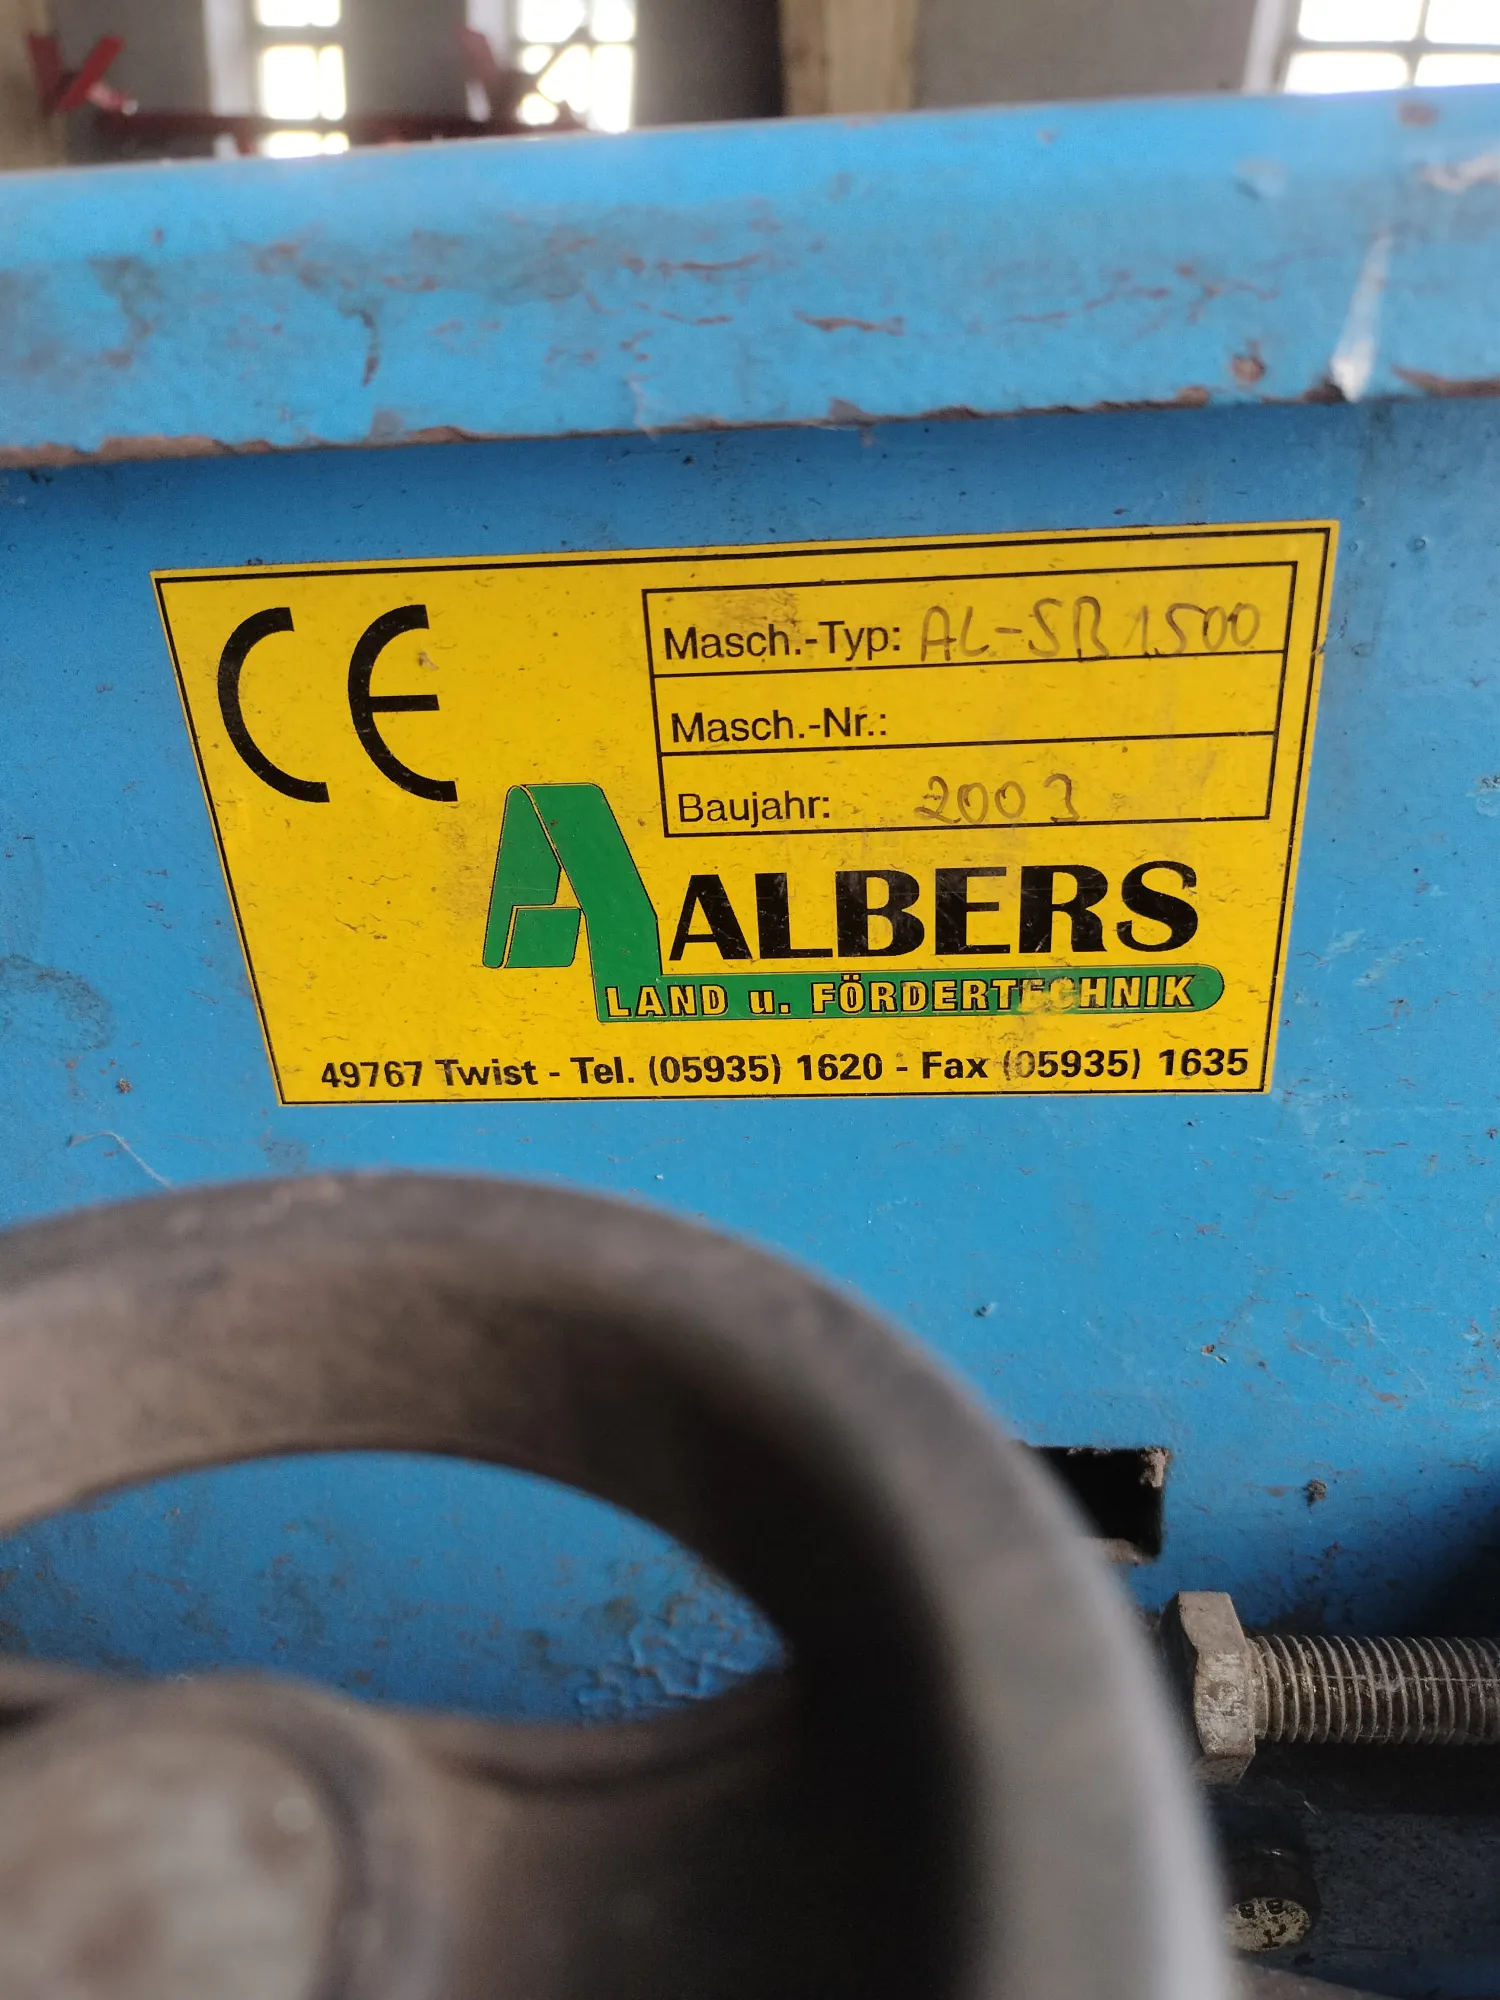 CE
Masch.-Typ: AL-SB 1500
Masch.-Nr.:
Baujahr: 2003
ALBERS
LAND u. FÖRDERTECHNIK
49767 Twist - Tel. (05935) 1620 - Fax (05935) 1635